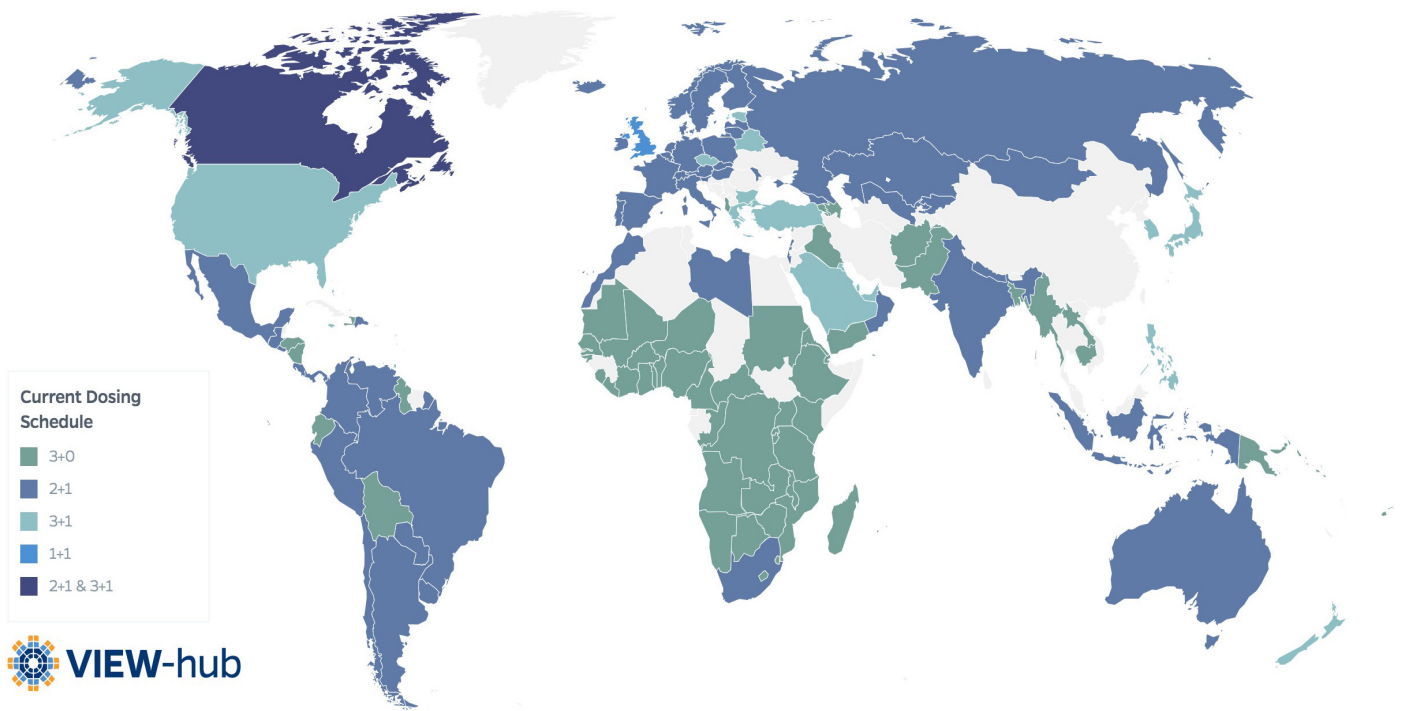 Current Dosing
Schedule
3+0
2+1
3+1
1+1
2+1 & 3+1
VIEW-hub